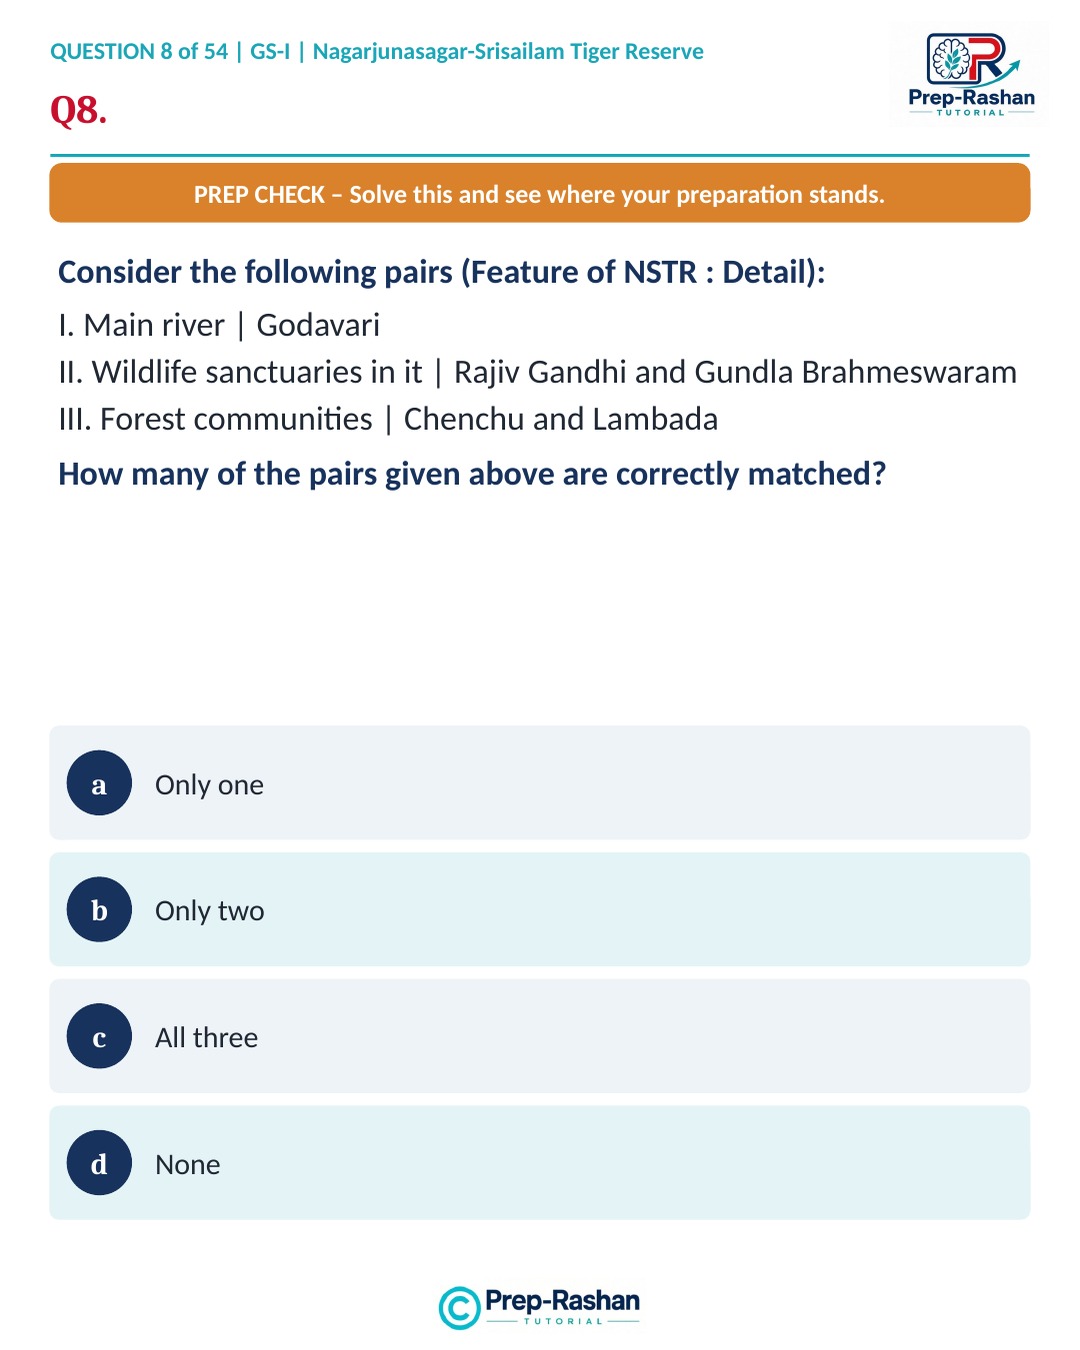 QUESTION 8 of 54 | GS-I | Nagarjunasagar-Srisailam Tiger Reserve
Prep-Rashan
TUTORIAL
Q8.
PREP CHECK – Solve this and see where your preparation stands.
Consider the following pairs (Feature of NSTR : Detail):
I. Main river | Godavari
II. Wildlife sanctuaries in it | Rajiv Gandhi and Gundla Brahmeswaram
III. Forest communities | Chenchu and Lambada
How many of the pairs given above are correctly matched?
a Only one
b Only two
c All three
d None
© Prep-Rashan
TUTORIAL